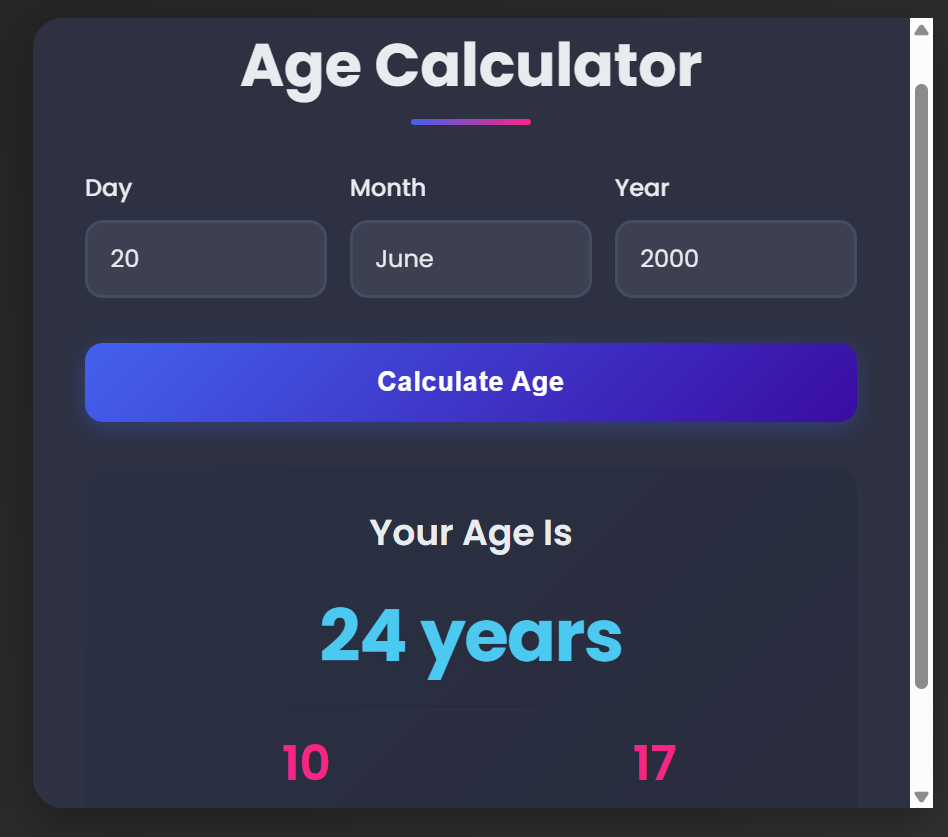 Age Calculator
Day Month Year
20 June 2000
Calculate Age
Your Age Is
24 years
10 17